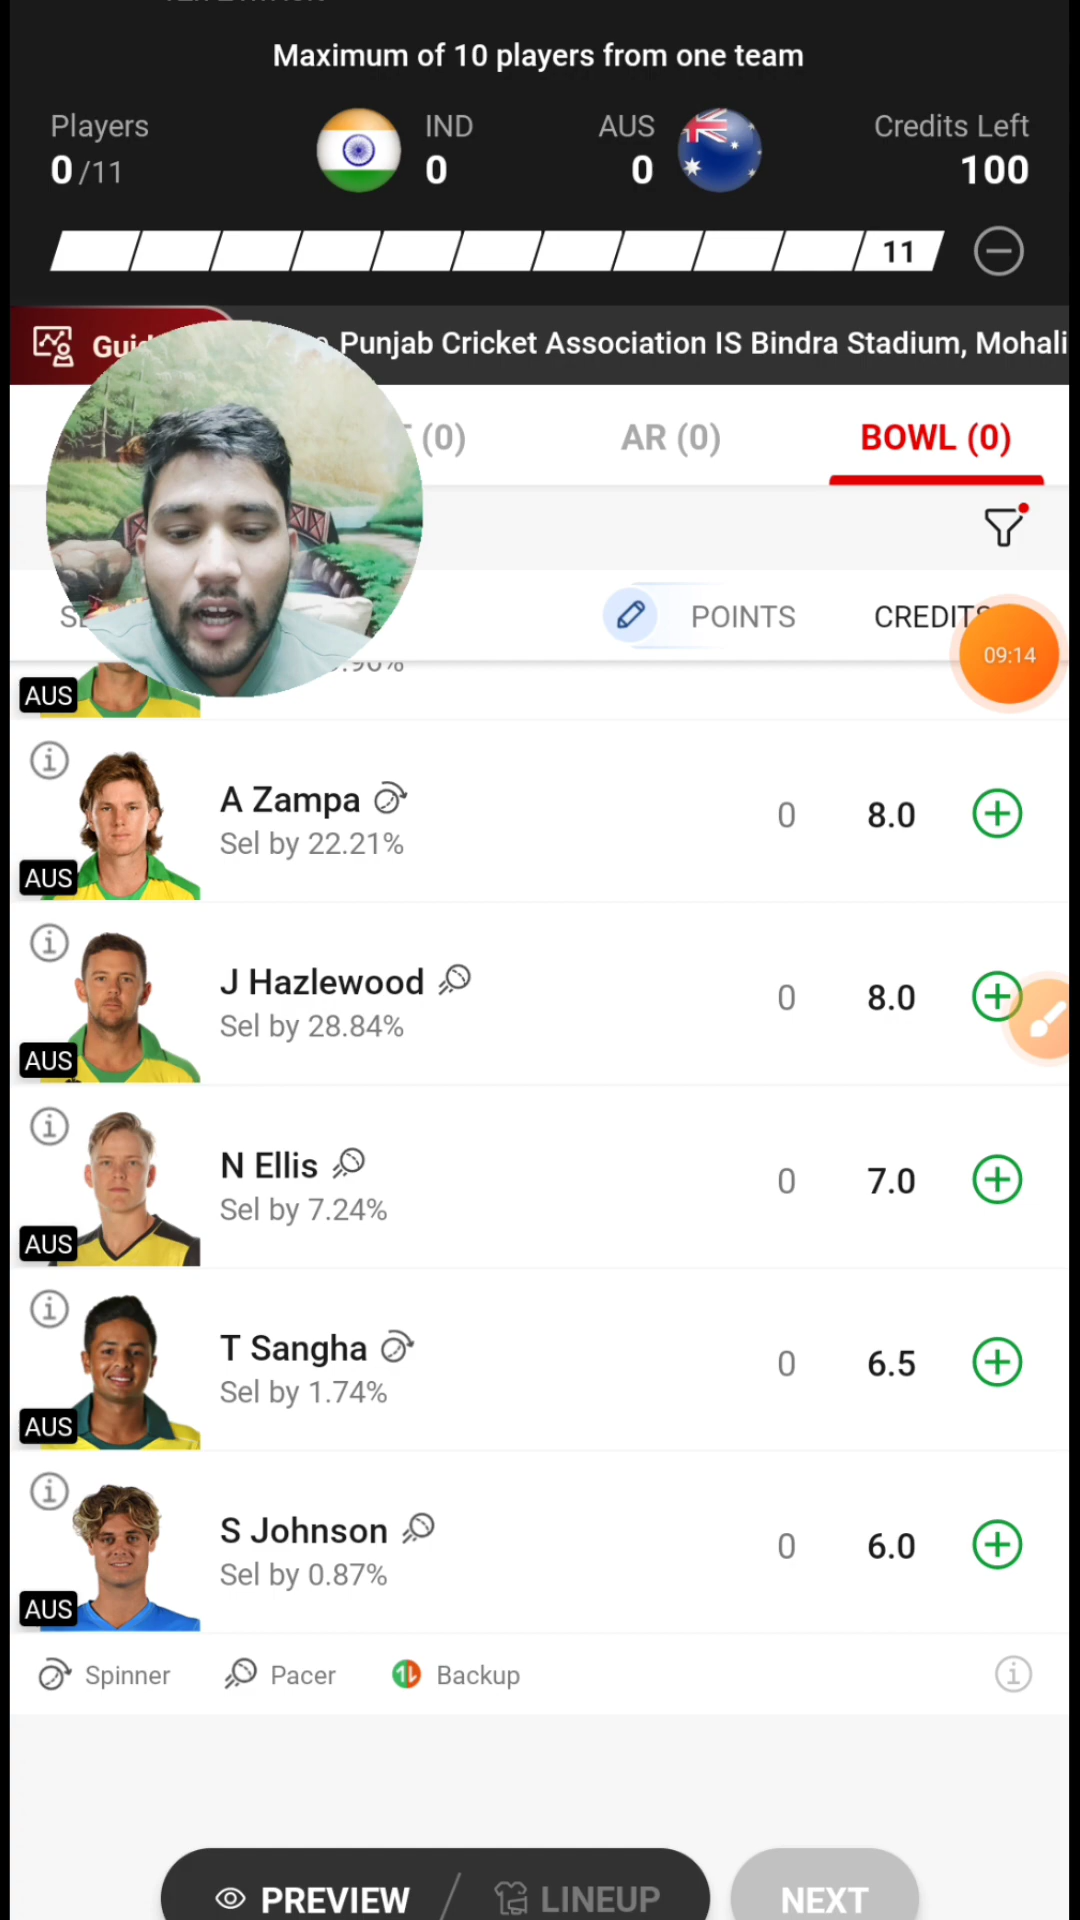 Maximum of 10 players from one team
Players IND AUS Credits Left
0/11 0 0 100
11
Punjab Cricket Association IS Bindra Stadium, Mohali
(0) AR (0) BOWL (0)
POINTS CREDITS
09:14
AUS
A Zampa
Sel by 22.21%
0 8.0
AUS
J Hazlewood
Sel by 28.84%
0 8.0
AUS
N Ellis
Sel by 7.24%
0 7.0
AUS
T Sangha
Sel by 1.74%
0 6.5
AUS
S Johnson
Sel by 0.87%
0 6.0
AUS
Spinner Pacer Backup
PREVIEW / LINEUP NEXT